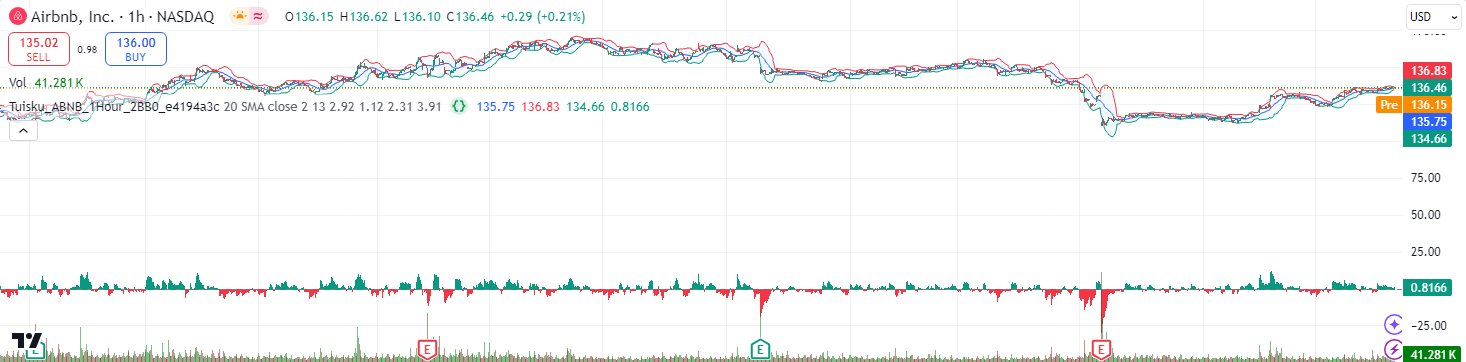 Airbnb, Inc. · 1h · NASDAQ O136.15 H136.62 L136.10 C136.46 +0.29 (+0.21%)
USD
135.02 0.98 136.00
SELL BUY
136.83
Vol 41.281 K
136.46
Tuisky_ABNB_1Hour_2BB0_e4194a3c 20 SMA close 2 13 2.92 1.12 2.31 3.91 {} 135.75 136.83 134.66 0.8166
Pre 136.15
135.75
134.66
75.00
50.00
25.00
0.8166
−25.00
E E E
41.281 K